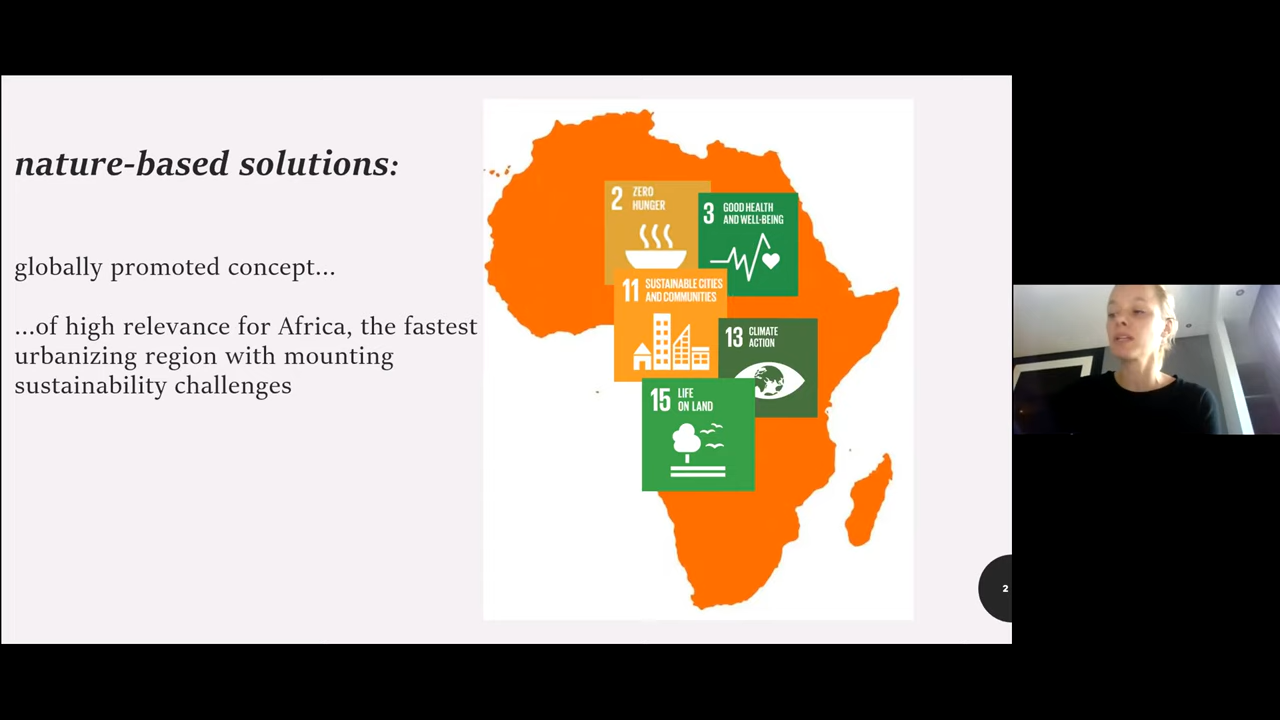 nature-based solutions:
globally promoted concept...
...of high relevance for Africa, the fastest
urbanizing region with mounting
sustainability challenges
2 ZERO
HUNGER
3 GOOD HEALTH
AND WELL-BEING
11 SUSTAINABLE CITIES
AND COMMUNITIES
13 CLIMATE
ACTION
15 LIFE
ON LAND
2